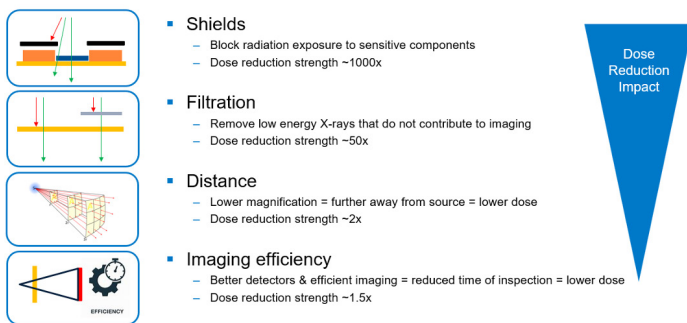 Shields
– Block radiation exposure to sensitive components
– Dose reduction strength ~1000x
Filtration
– Remove low energy X-rays that do not contribute to imaging
– Dose reduction strength ~50x
Distance
– Lower magnification = further away from source = lower dose
– Dose reduction strength ~2x
Imaging efficiency
– Better detectors & efficient imaging = reduced time of inspection = lower dose
– Dose reduction strength ~1.5x
EFFICIENCY
Dose
Reduction
Impact